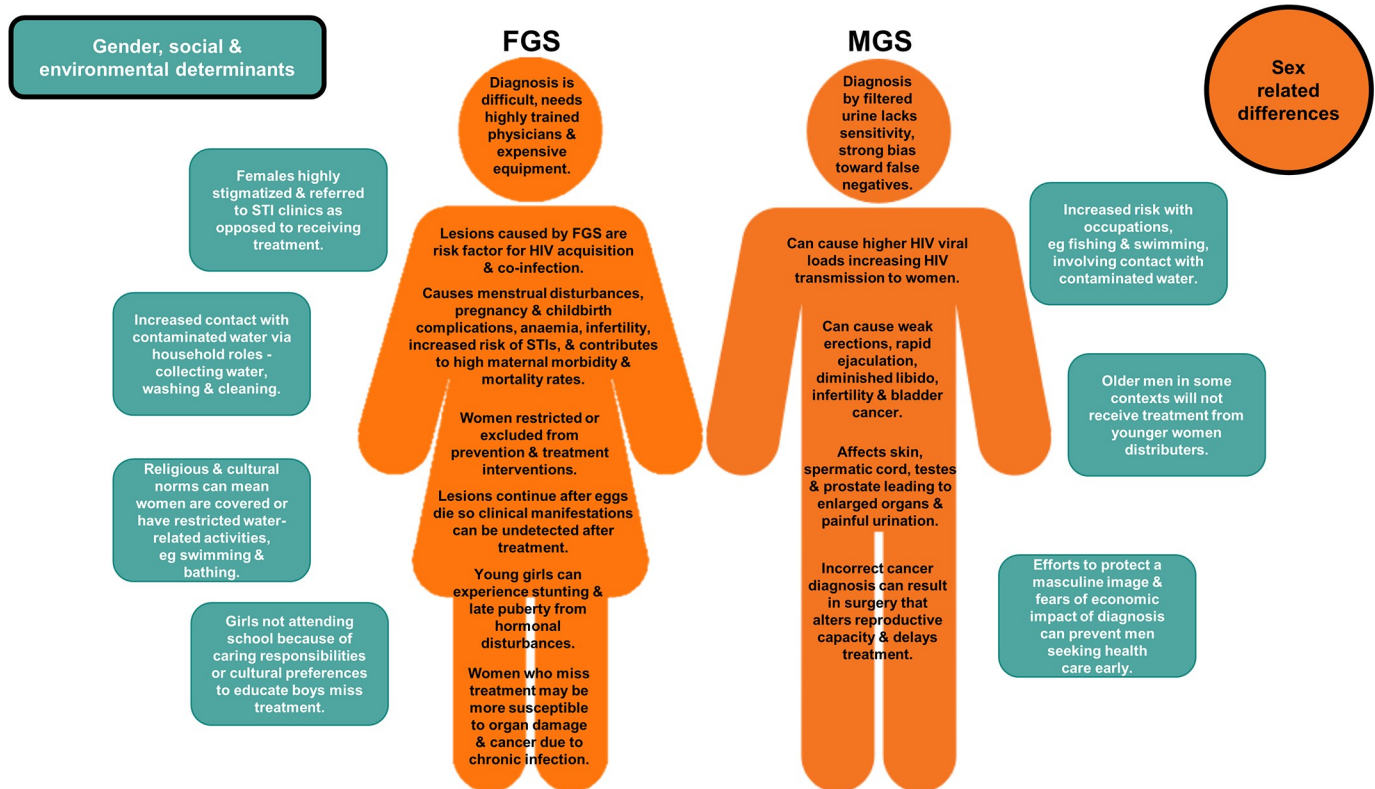 Gender, social &
environmental determinants
FGS
MGS
Sex
related
differences
Diagnosis is
difficult, needs
highly trained
physicians &
expensive
equipment.
Lesions caused by FGS are
risk factor for HIV acquisition
& co-infection.
Causes menstrual disturbances,
pregnancy & childbirth
complications, anaemia, infertility,
increased risk of STIs, & contributes
to high maternal morbidity &
mortality rates.
Women restricted or
excluded from
prevention & treatment
interventions.
Lesions continue after eggs
die so clinical manifestations
can be undetected after
treatment.
Young girls can
experience stunting &
late puberty from
hormonal
disturbances.
Women who miss
treatment may be
more susceptible
to organ damage
& cancer due to
chronic infection.
Diagnosis
by filtered
urine lacks
sensitivity,
strong bias
toward false
negatives.
Can cause higher HIV viral
loads increasing HIV
transmission to women.
Can cause weak
erections, rapid
ejaculation,
diminished libido,
infertility & bladder
cancer.
Affects skin,
spermatic cord, testes
& prostate leading to
enlarged organs &
painful urination.
Incorrect cancer
diagnosis can result
in surgery that
alters reproductive
capacity & delays
treatment.
Females highly
stigmatized & referred
to STI clinics as
opposed to receiving
treatment.
Increased contact with
contaminated water via
household roles -
collecting water,
washing & cleaning.
Religious & cultural
norms can mean
women are covered or
have restricted water-
related activities,
eg swimming &
bathing.
Girls not attending
school because of
caring responsibilities
or cultural preferences
to educate boys miss
treatment.
Increased risk with
occupations,
eg fishing & swimming,
involving contact with
contaminated water.
Older men in some
contexts will not
receive treatment from
younger women
distributers.
Efforts to protect a
masculine image &
fears of economic
impact of diagnosis
can prevent men
seeking health
care early.